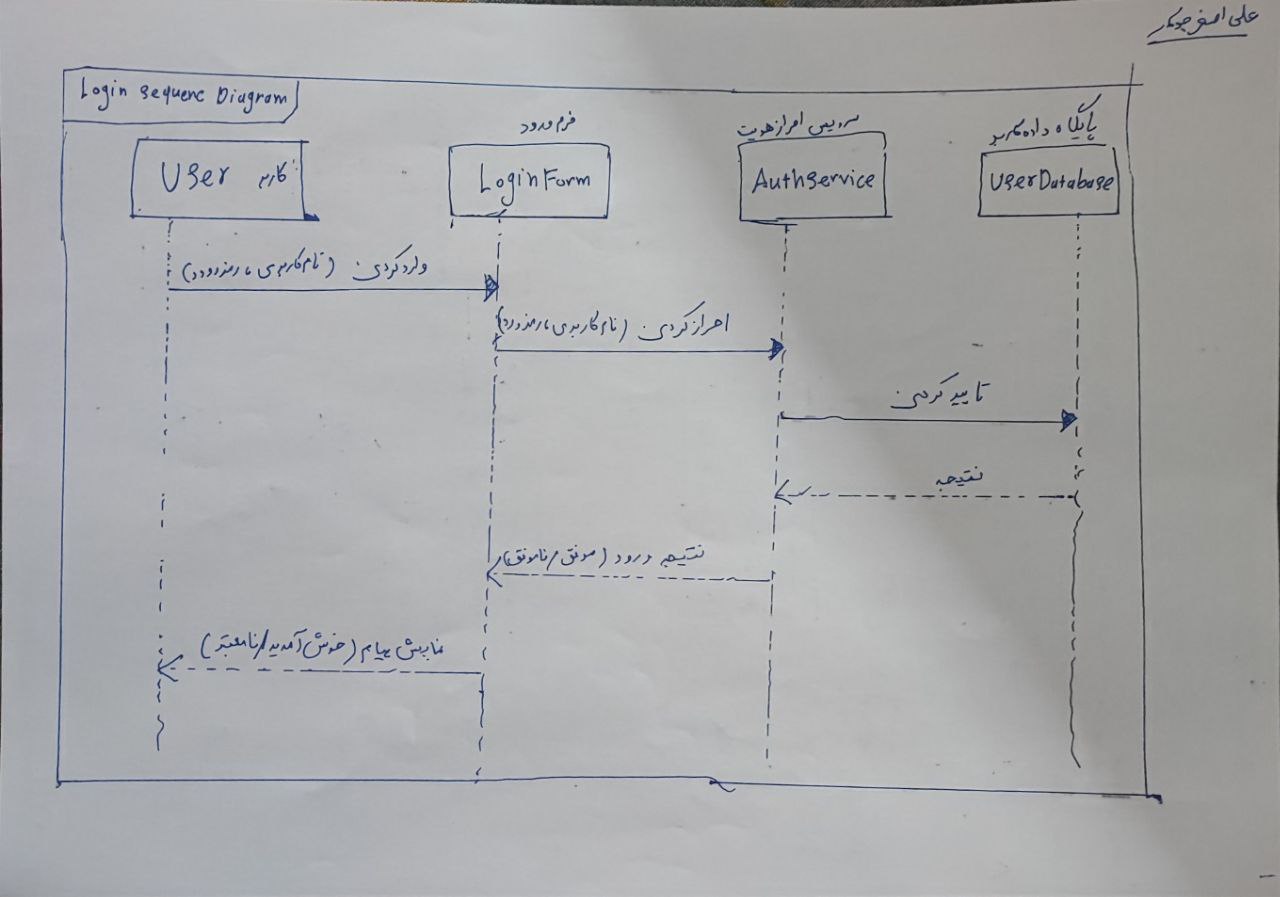 علی اصغر
Login sequenc Diagram
User کاربر
فرم ورود
LoginForm
سرویس احراز هویت
AuthService
پایگاه داده کاربر
UserDatabase
وارد کردن (نام کاربری، رمز ورود)
احراز کردن (نام کاربری، رمز ورود)
تایید کردن
نتیجه
نتیجه ورود (موفق/ناموفق)
نمایش پیام (خوش آمدید/نامعتبر)